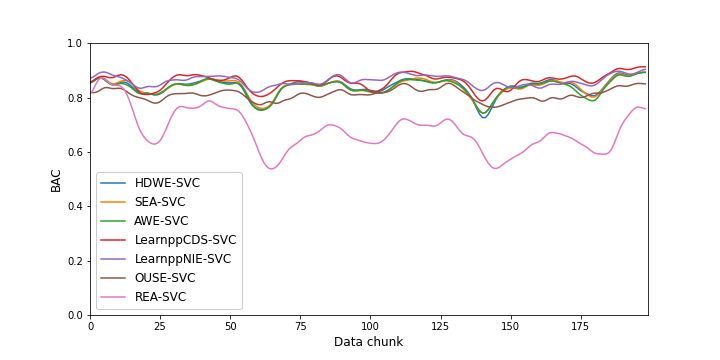 1.0
0.8
0.6
0.4
0.2
0.0
BAC
HDWE-SVC
SEA-SVC
AWE-SVC
LearnppCDS-SVC
LearnppNIE-SVC
OUSE-SVC
REA-SVC
0 25 50 75 100 125 150 175
Data chunk